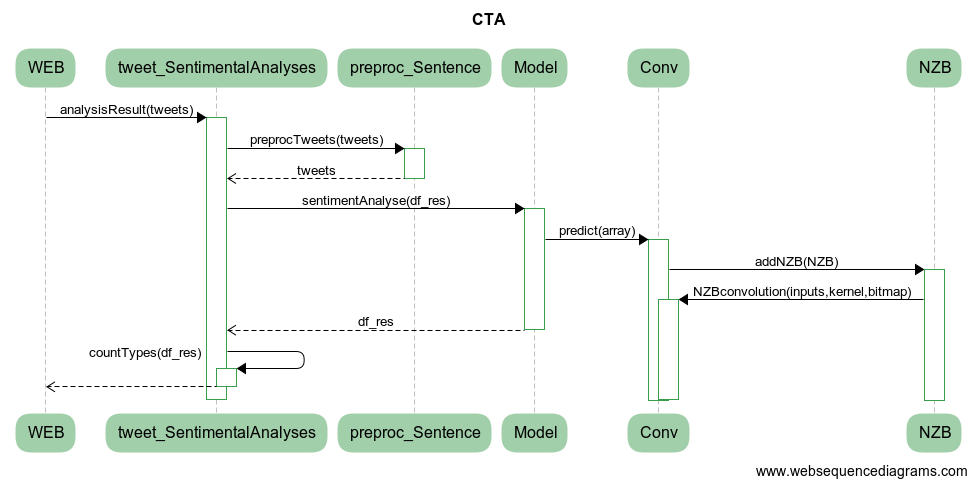 CTA
WEB tweet_SentimentalAnalyses preproc_Sentence Model Conv NZB
analysisResult(tweets)
preprocTweets(tweets)
tweets
sentimentAnalyse(df_res)
predict(array)
addNZB(NZB)
NZBconvolution(inputs,kernel,bitmap)
df_res
countTypes(df_res)
WEB tweet_SentimentalAnalyses preproc_Sentence Model Conv NZB
www.websequencediagrams.com